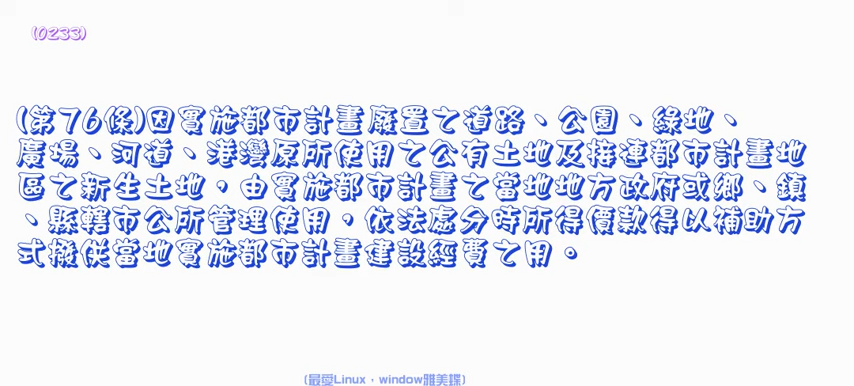 (0233)
(第76條)因實施都市計畫廢置之道路、公園、綠地、
廣場、河道、港灣原所使用之公有土地及接連都市計畫地
區之新生土地，由實施都市計畫之當地地方政府或鄉、鎮
、縣轄市公所管理使用，依法處分時所得價款得以補助方
式撥供當地實施都市計畫建設經費之用。
(最愛Linux，window雅美蝶)